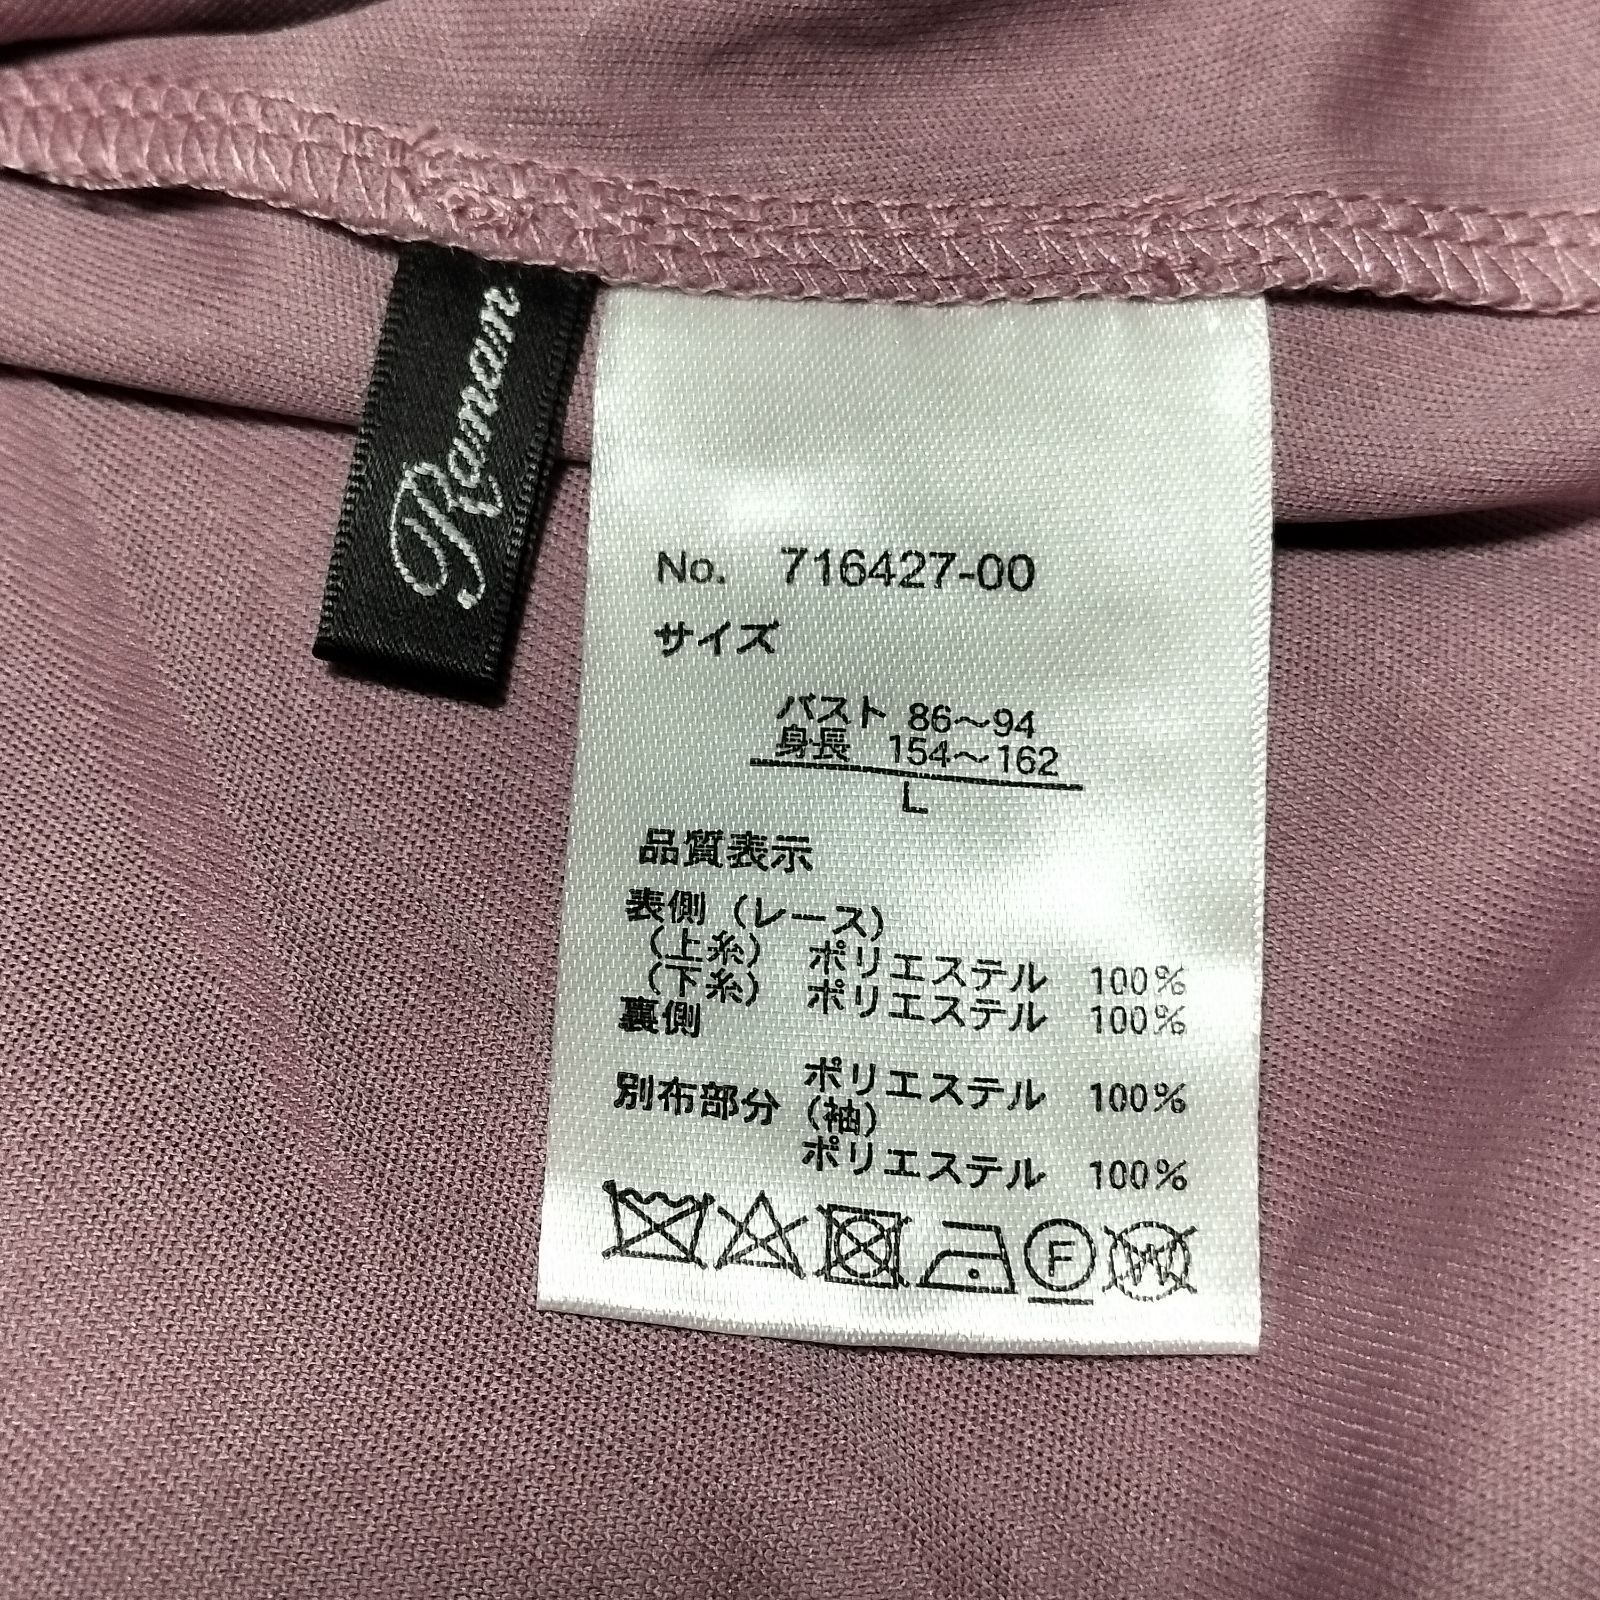 Ranan
No. 716427-00
サイズ
バスト 86～94
身長 154～162
L
品質表示
表側（レース）
（上糸） ポリエステル 100%
（下糸） ポリエステル 100%
裏側
ポリエステル 100%
別布部分（袖）
ポリエステル 100%
F W